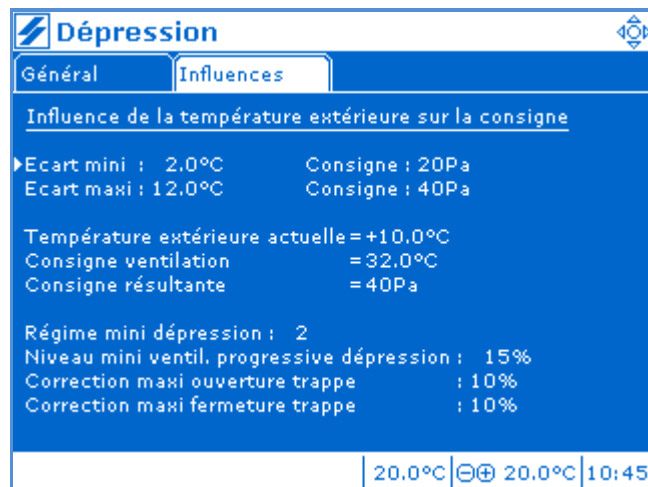 Dépression
Général Influences
Influence de la température extérieure sur la consigne
Ecart mini : 2.0°C Consigne : 20Pa
Ecart maxi : 12.0°C Consigne : 40Pa
Température extérieure actuelle = +10.0°C
Consigne ventilation = 32.0°C
Consigne résultante = 40Pa
Régime mini dépression : 2
Niveau mini ventil. progressive dépression : 15%
Correction maxi ouverture trappe : 10%
Correction maxi fermeture trappe : 10%
20.0°C ⊖⊕ 20.0°C 10:45